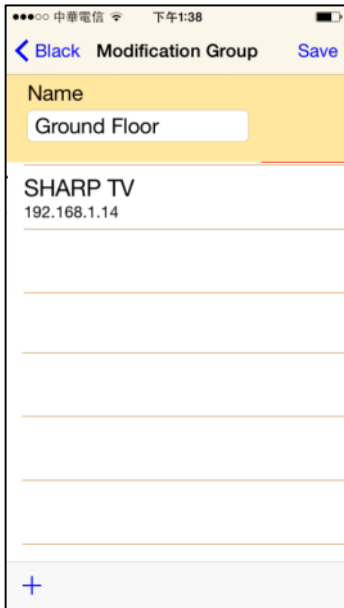 中華電信 下午1:38
Black Modification Group Save
Name
Ground Floor
SHARP TV
192.168.1.14
+